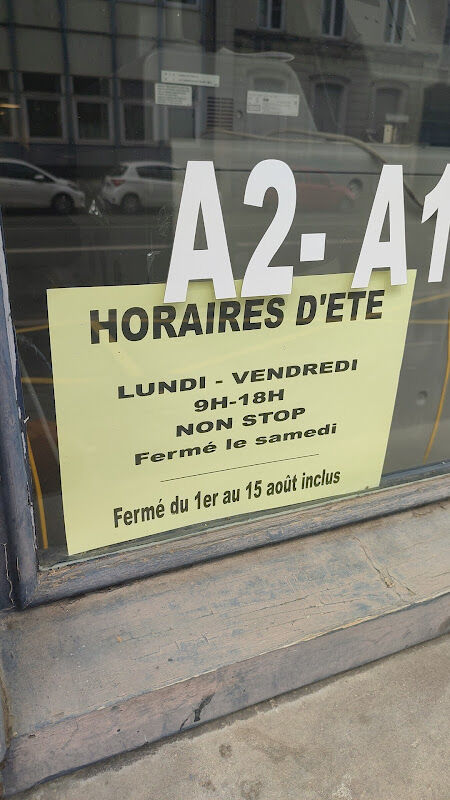 A2- A1
HORAIRES D'ETE
LUNDI - VENDREDI
9H-18H
NON STOP
Fermé le samedi
Fermé du 1er au 15 août inclus